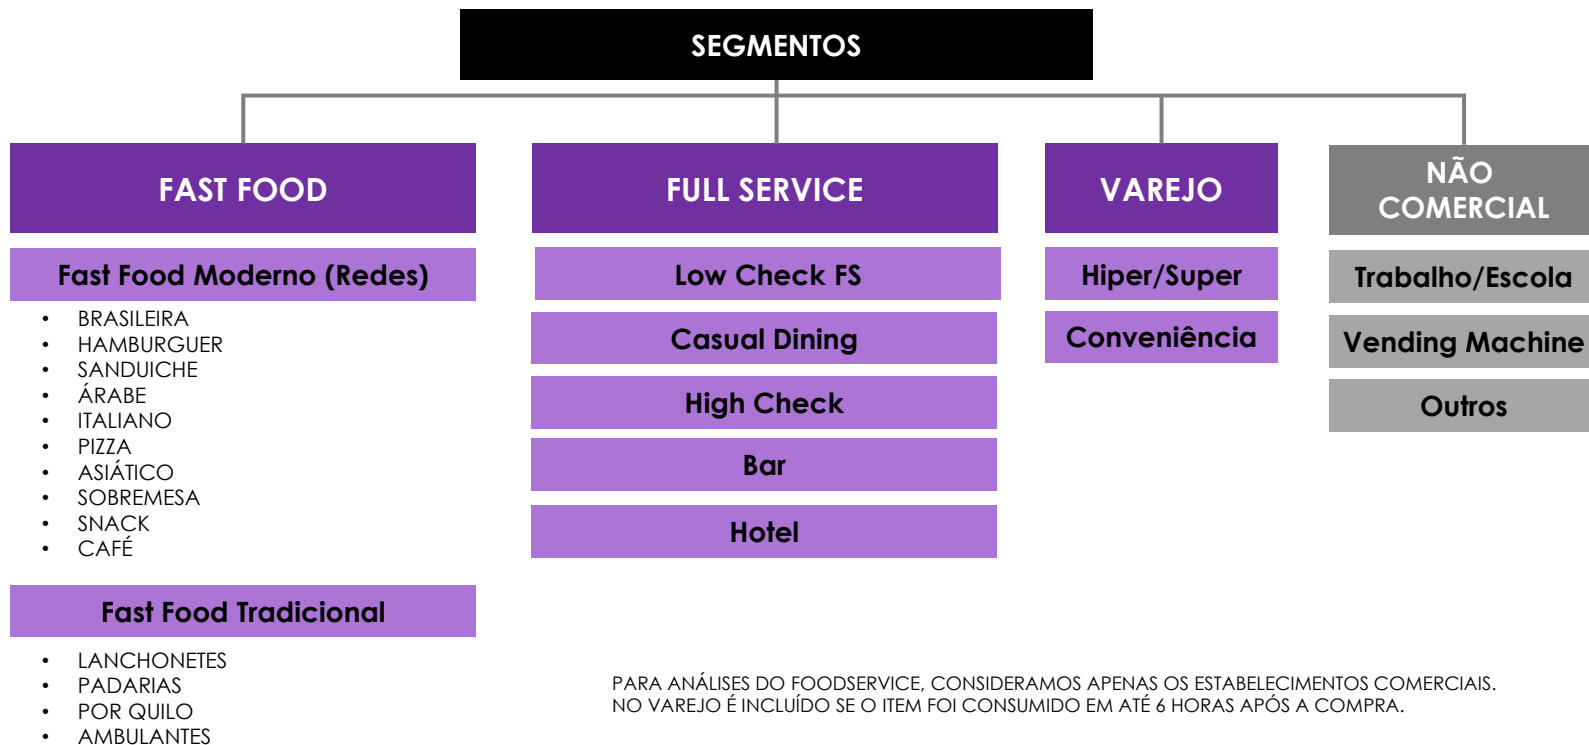 SEGMENTOS
FAST FOOD
Fast Food Moderno (Redes)
• BRASILEIRA
• HAMBURGUER
• SANDUICHE
• ÁRABE
• ITALIANO
• PIZZA
• ASIÁTICO
• SOBREMESA
• SNACK
• CAFÉ
Fast Food Tradicional
• LANCHONETES
• PADARIAS
• POR QUILO
• AMBULANTES
FULL SERVICE
Low Check FS
Casual Dining
High Check
Bar
Hotel
VAREJO
Hiper/Super
Conveniência
NÃO
COMERCIAL
Trabalho/Escola
Vending Machine
Outros
PARA ANÁLISES DO FOODSERVICE, CONSIDERAMOS APENAS OS ESTABELECIMENTOS COMERCIAIS.
NO VAREJO É INCLUÍDO SE O ITEM FOI CONSUMIDO EM ATÉ 6 HORAS APÓS A COMPRA.